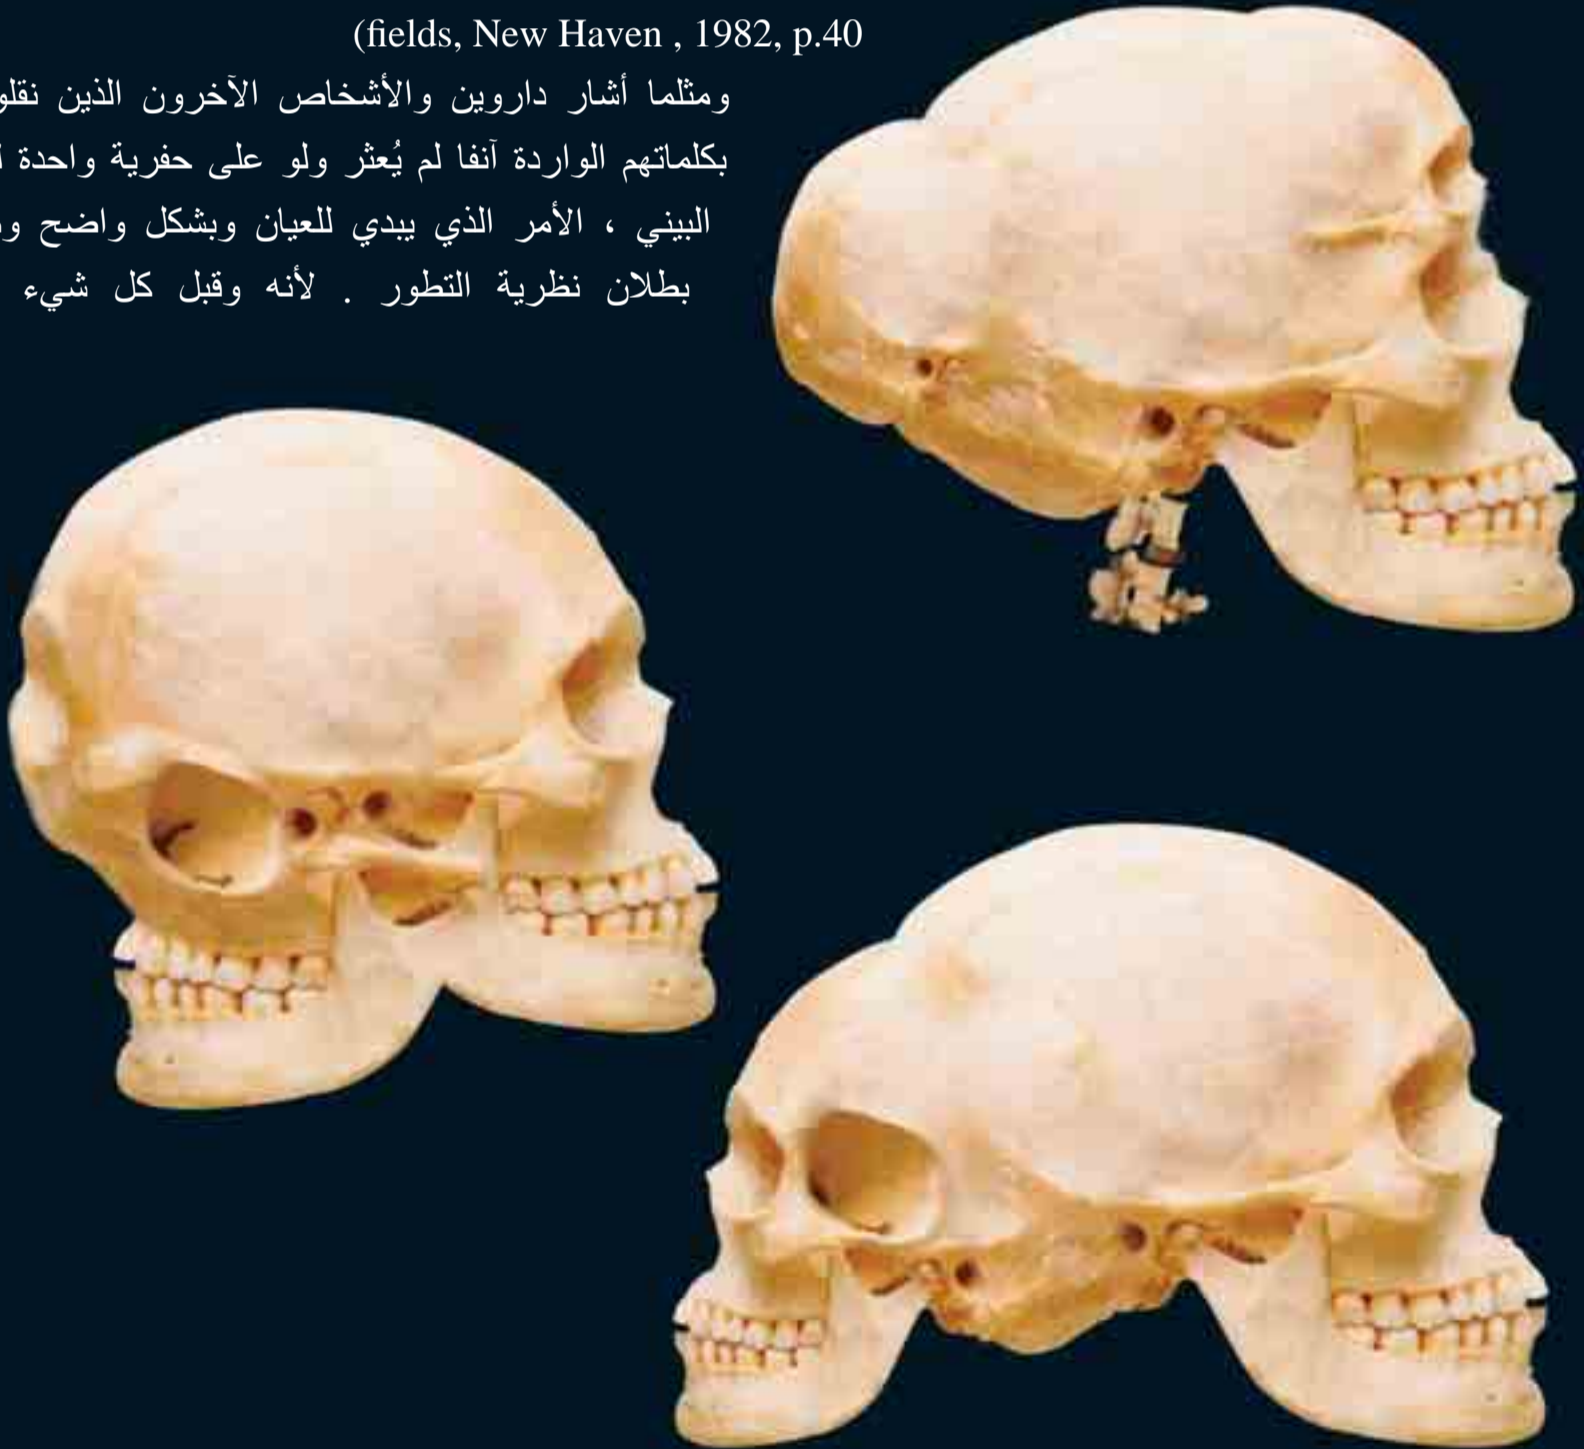 (fields, New Haven , 1982, p.40
ومثلما أشار داروين والأشخاص الآخرون الذين
بكلماتهم الواردة آنفا لم يُعثر ولو على حفرية واحدة
البيني ، الأمر الذي يبدي للعيان وبشكل واضح
بطلان نظرية التطور . لأنه وقبل كل شيء